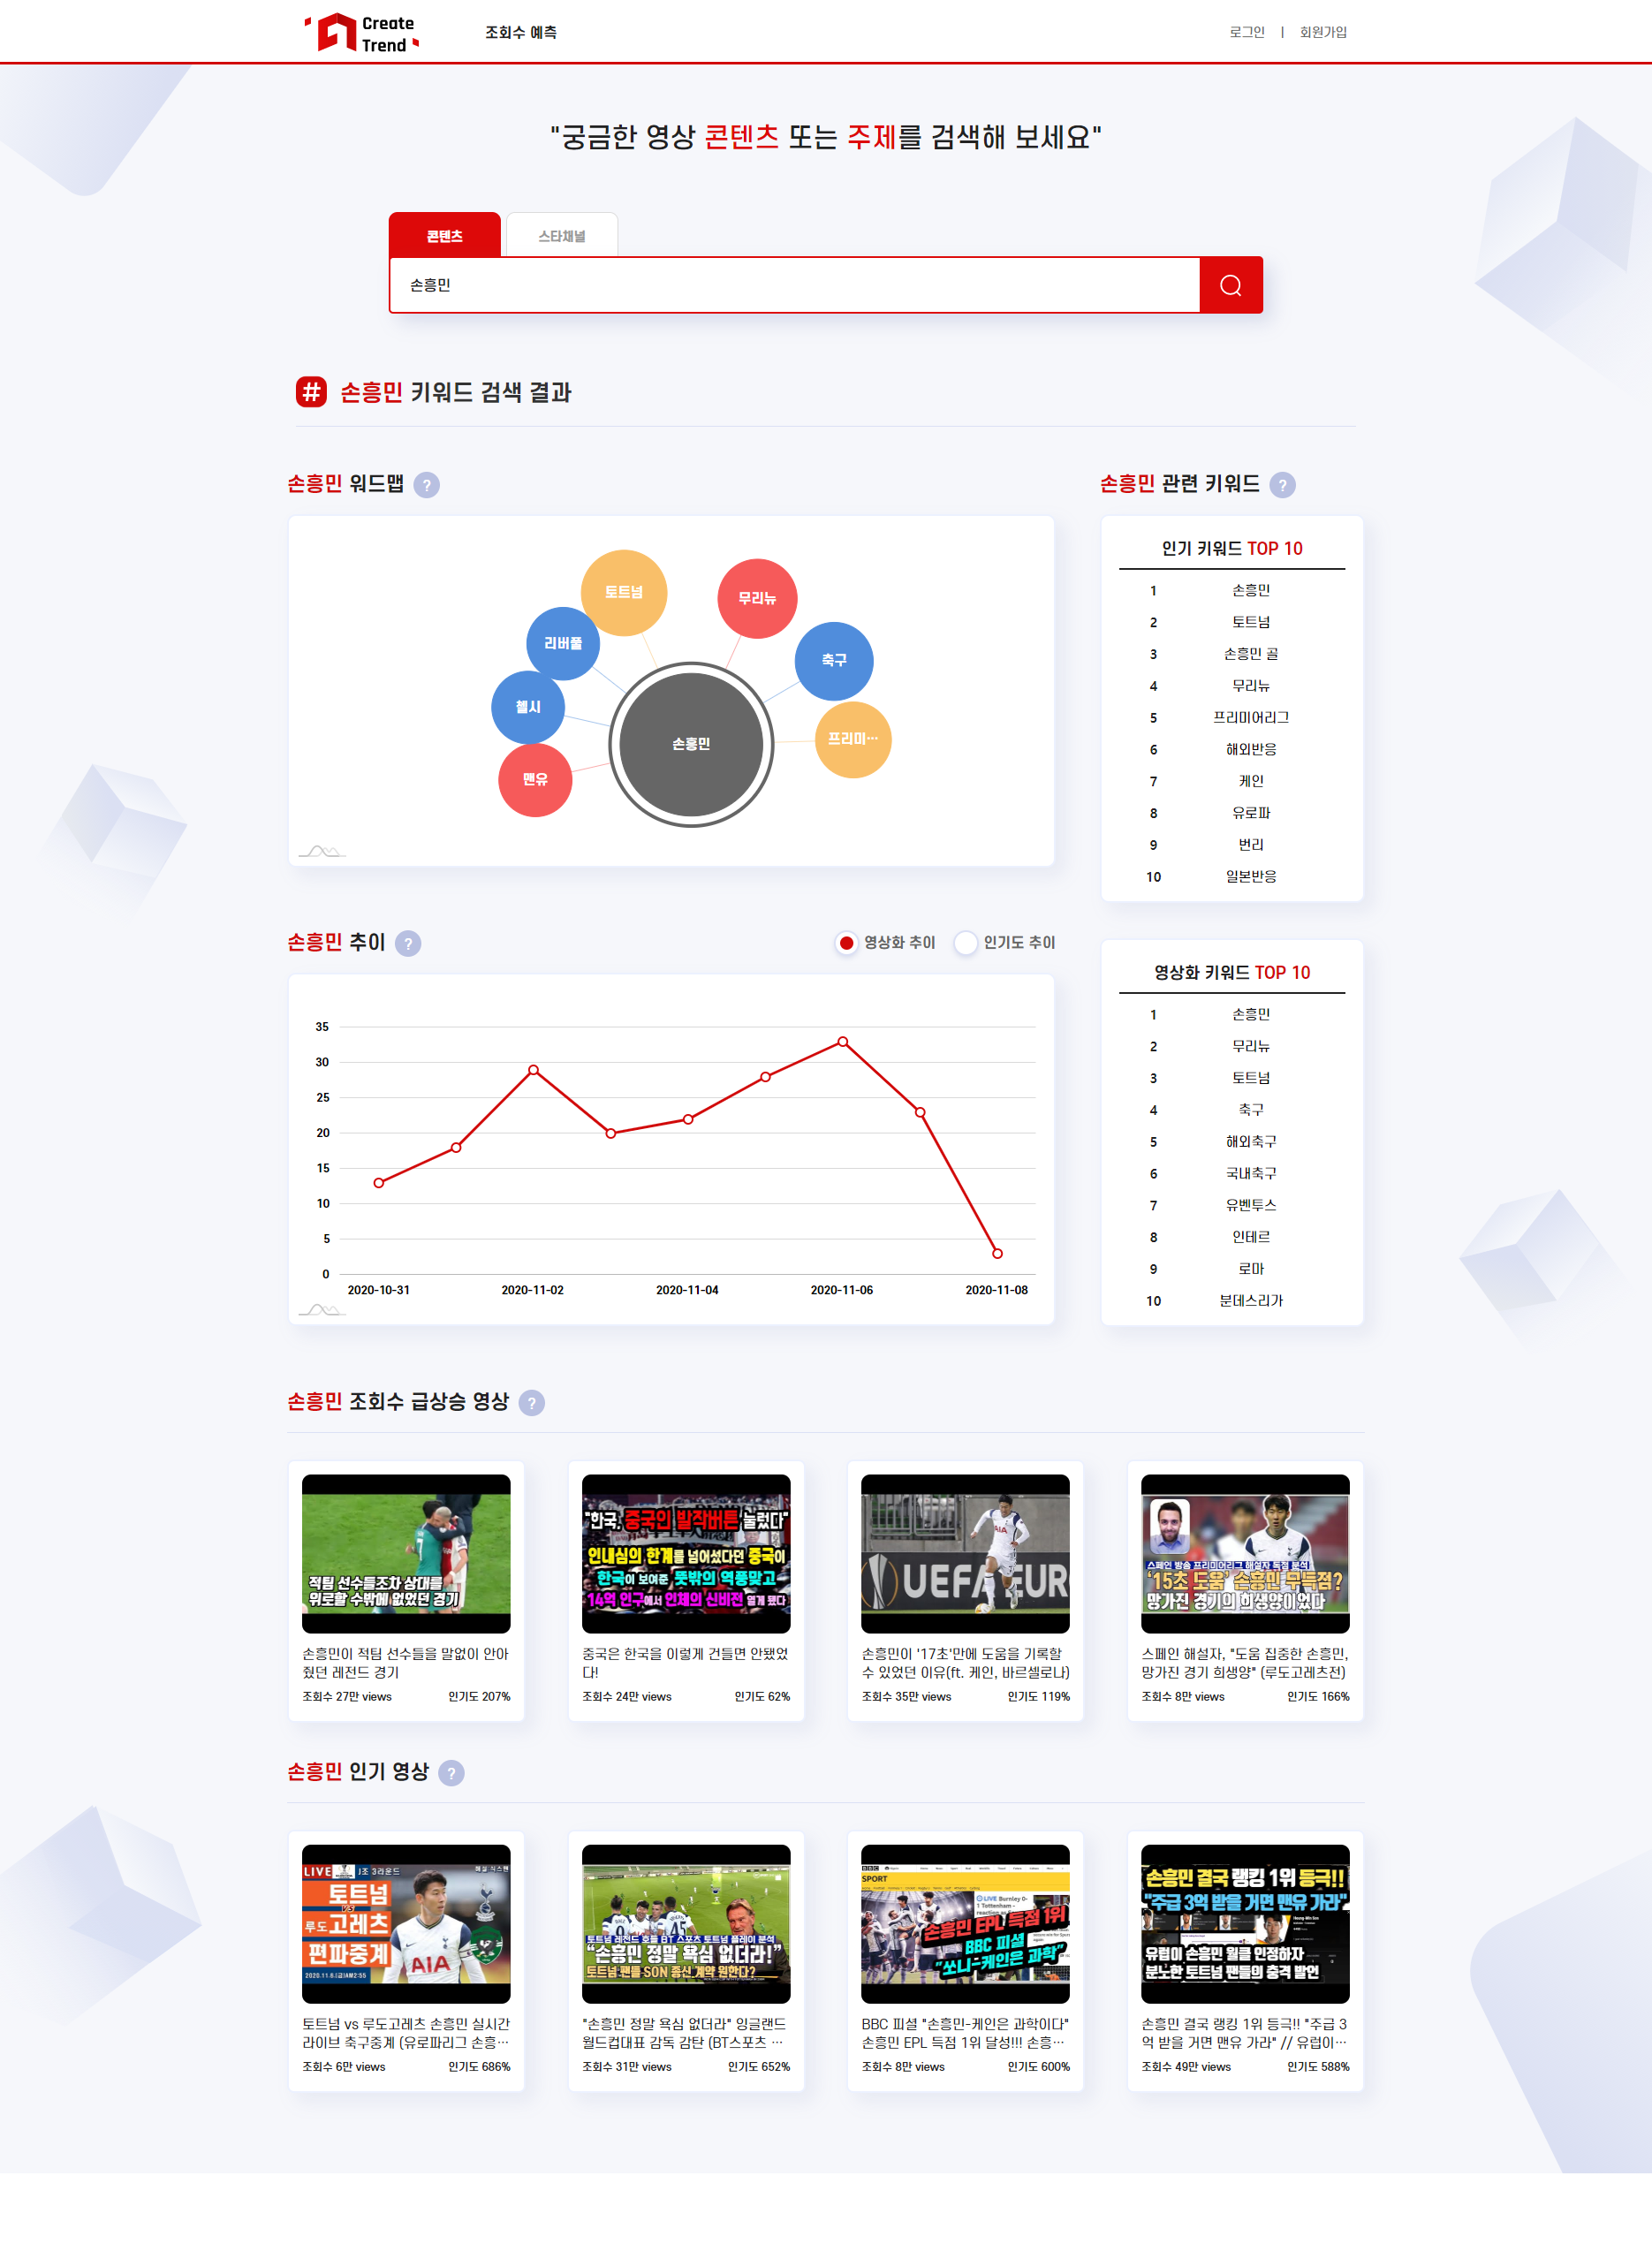 Create
Trend
조회수 예측
로그인 | 회원가입
"궁금한 영상 콘텐츠 또는 주제를 검색해 보세요"
콘텐츠
스타채널
손흥민
# 손흥민 키워드 검색 결과
손흥민 워드맵 ?
토트넘
무리뉴
리버풀
축구
첼시
프리미…
손흥민
맨유
손흥민 관련 키워드 ?
인기 키워드 TOP 10
1 손흥민
2 토트넘
3 손흥민 골
4 무리뉴
5 프리미어리그
6 해외반응
7 케인
8 유로파
9 번리
10 일본반응
손흥민 추이 ?
영상화 추이
인기도 추이
35
30
25
20
15
10
5
0
2020-10-31
2020-11-02
2020-11-04
2020-11-06
2020-11-08
영상화 키워드 TOP 10
1 손흥민
2 무리뉴
3 토트넘
4 축구
5 해외축구
6 국내축구
7 유벤투스
8 인테르
9 로마
10 분데스리가
손흥민 조회수 급상승 영상 ?
적팀 선수들조차 상대를
위로할 수밖에 없었던 경기
손흥민이 적팀 선수들을 말없이 안아
줬던 레전드 경기
조회수 27만 views
인기도 207%
"한국, 중국인 발작버튼 눌렀다"
인내심의 한계를 넘어섰다던 중국이
한국이 보여준 뜻밖의 역풍맞고
14억 인구에서 인체의 신비전 열게 됐다
중국은 한국을 이렇게 건들면 안됐었
다!
조회수 24만 views
인기도 62%
AIA
UEFA EUR
손흥민이 '17초'만에 도움을 기록할
수 있었던 이유(ft. 케인, 바르셀로나)
조회수 35만 views
인기도 119%
스페인 방송 프리미어리그 해설자 독점 분석
'15초 도움' 손흥민 무득점?
망가진 경기의 희생양이었다
스페인 해설자, "도움 집중한 손흥민,
망가진 경기 희생양" (루도고레츠전)
조회수 8만 views
인기도 166%
손흥민 인기 영상 ?
LIVE
J조 3라운드
해설 식스맨
토트넘
VS
루도고레츠
편파중계
AIA
2020.11.6.(금)AM2:55
토트넘 vs 루도고레츠 손흥민 실시간
라이브 축구중계 (유로파리그 손흥…
조회수 6만 views
인기도 686%
토트넘 레전드 호들 BT 스포츠 토트넘 플레이 분석
"손흥민 정말 욕심 없더라!"
토트넘 팬들 SON 종신 계약 원한다?
"손흥민 정말 욕심 없더라" 잉글랜드
월드컵대표 감독 감탄 (BT스포츠 …
조회수 31만 views
인기도 652%
BBC
SPORT
LIVE Burnley 0-
1 Tottenham -
손흥민 EPL 득점 1위
BBC 피셜
"쏘니-케인은 과학"
BBC 피셜 "손흥민-케인은 과학이다"
손흥민 EPL 득점 1위 달성!!! 손흥…
조회수 8만 views
인기도 600%
손흥민 결국 랭킹 1위 등극!!
"주급 3억 받을 거면 맨유 가라"
유럽이 손흥민 월클 인정하자
분노한 토트넘 팬들의 충격 발언
손흥민 결국 랭킹 1위 등극!! "주급 3
억 받을 거면 맨유 가라" // 유럽이…
조회수 49만 views
인기도 588%